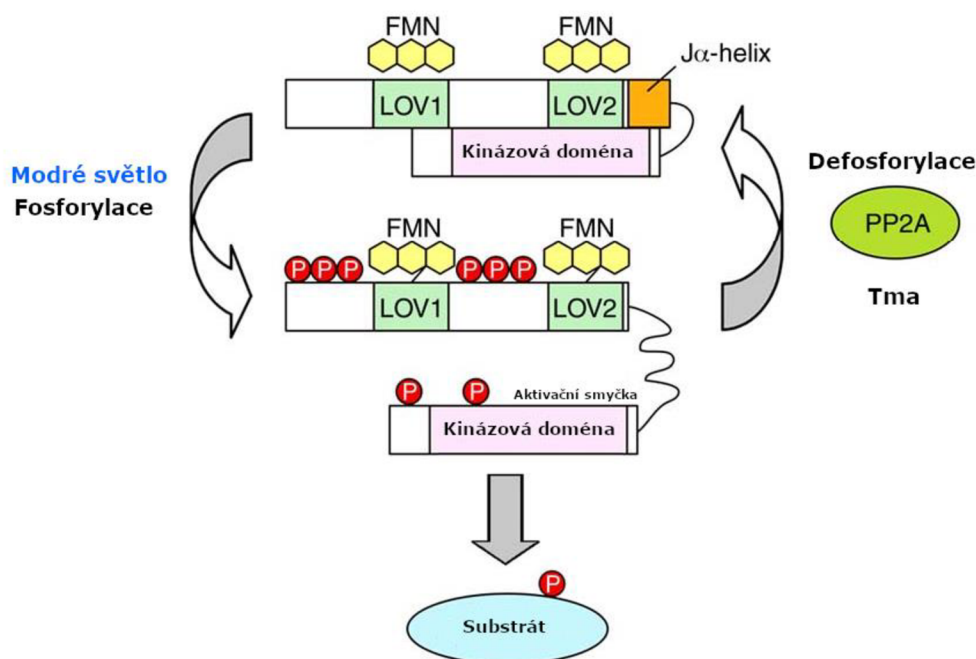 FMN
FMN
Jα-helix
LOV1
LOV2
Kinázová doména
Modré světlo
Fosforylace
Defosforylace
PP2A
Tma
FMN
FMN
P P P
P P P
LOV1
LOV2
P
P
Aktivační smyčka
Kinázová doména
P
Substrát